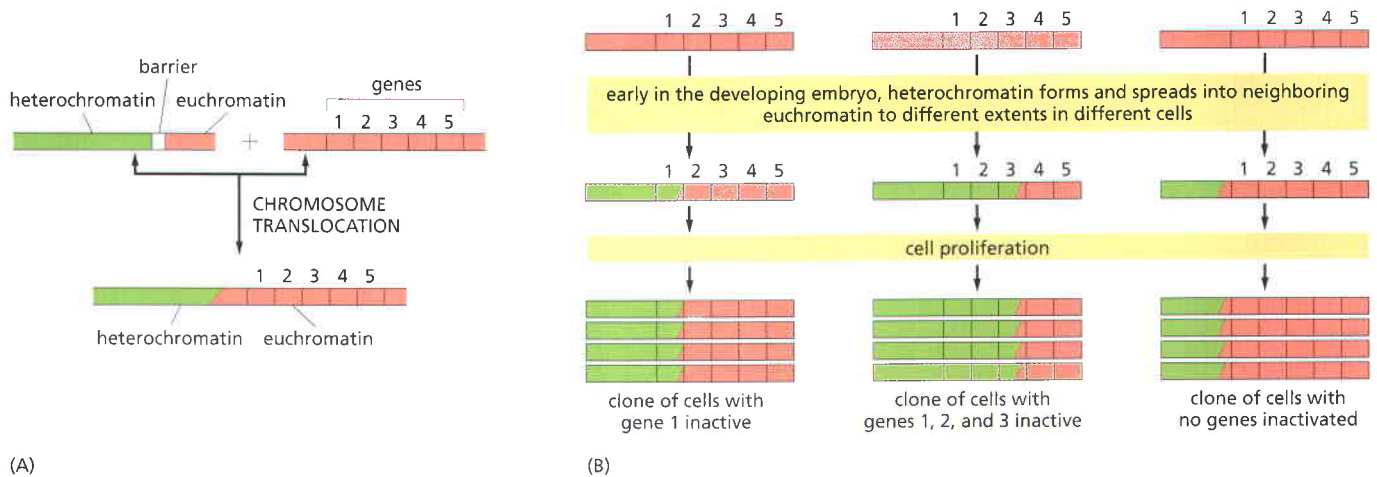 barrier
heterochromatin euchromatin
genes
1 2 3 4 5
+
CHROMOSOME
TRANSLOCATION
1 2 3 4 5
heterochromatin euchromatin
(A)
1 2 3 4 5
1 2 3 4 5
1 2 3 4 5
early in the developing embryo, heterochromatin forms and spreads into neighboring
euchromatin to different extents in different cells
1 2 3 4 5
1 2 3 4 5
1 2 3 4 5
cell proliferation
clone of cells with
gene 1 inactive
clone of cells with
genes 1, 2, and 3 inactive
clone of cells with
no genes inactivated
(B)